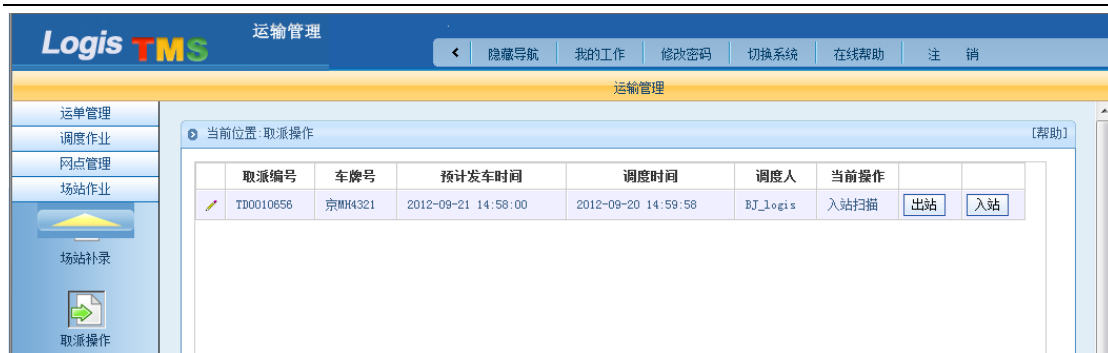 Logis TMS 运输管理
隐藏导航 我的工作 修改密码 切换系统 在线帮助 注 销
运输管理
运单管理
调度作业
网点管理
场站作业
场站补录
取派操作
当前位置:取派操作 [帮助]
取派编号 车牌号 预计发车时间 调度时间 调度人 当前操作
TD0010656 京MH4321 2012-09-21 14:58:00 2012-09-20 14:59:58 BJ_logis 入站扫描 出站 入站